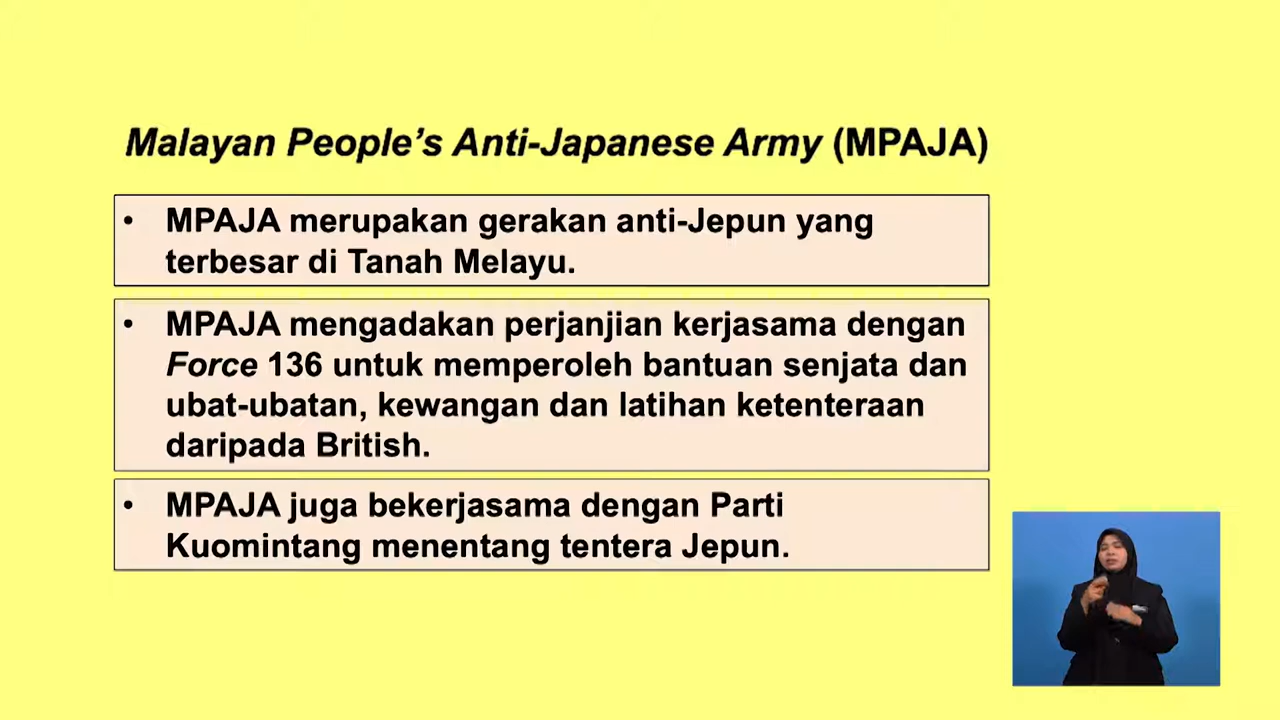 Malayan People’s Anti-Japanese Army (MPAJA)
• MPAJA merupakan gerakan anti-Jepun yang
terbesar di Tanah Melayu.
• MPAJA mengadakan perjanjian kerjasama dengan
Force 136 untuk memperoleh bantuan senjata dan
ubat-ubatan, kewangan dan latihan ketenteraan
daripada British.
• MPAJA juga bekerjasama dengan Parti
Kuomintang menentang tentera Jepun.